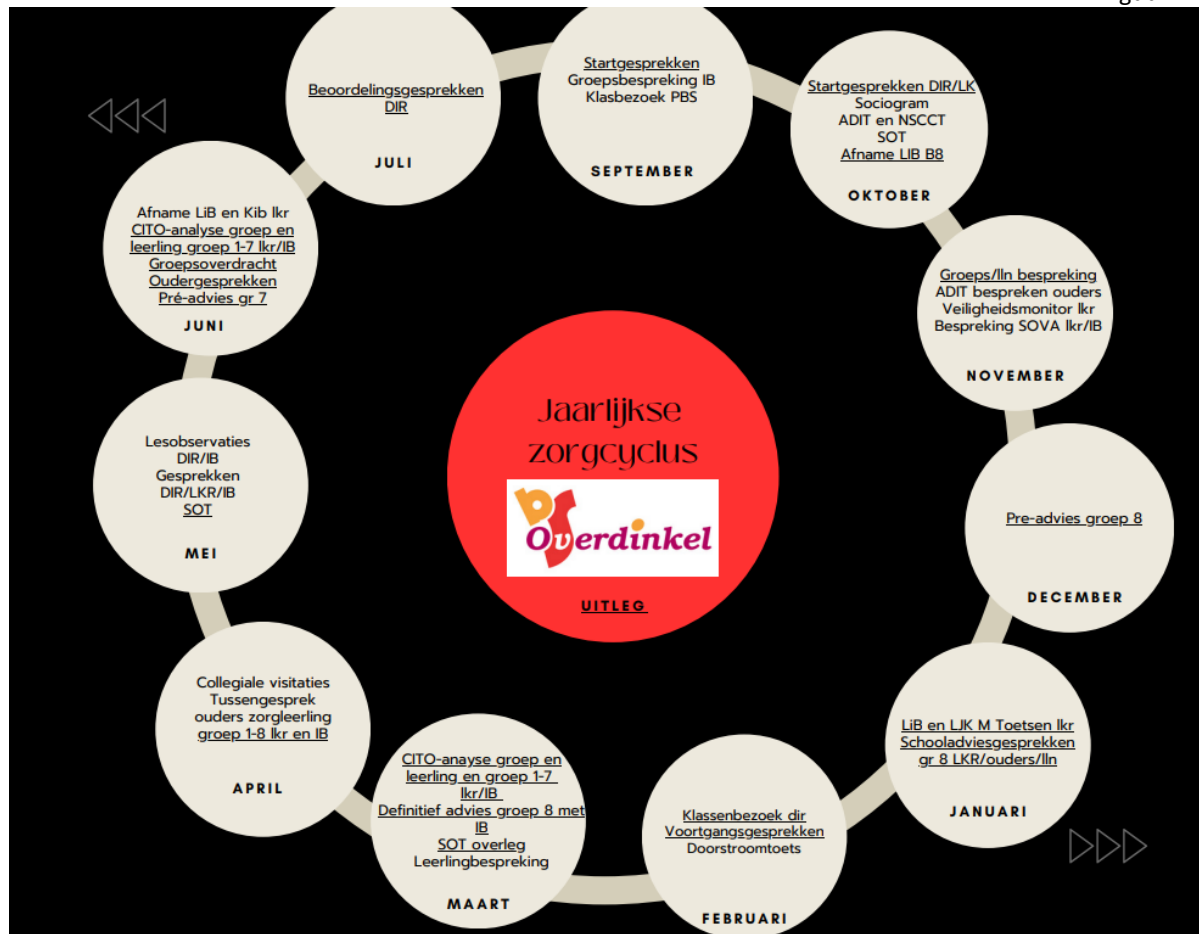 Startgesprekken
Groepsbespreking IB
Klasbezoek PBS
SEPTEMBER
Startgesprekken DIR/LK
Sociogram
ADIT en NSCCT
SOT
Afname LIB B8
OKTOBER
Groeps/lln bespreking
ADIT bespreken ouders
Veiligheidsmonitor lkr
Bespreking SOVA lkr/IB
NOVEMBER
Pre-advies groep 8
DECEMBER
LiB en LJK M Toetsen lkr
Schooladviesgesprekken
gr 8 LKR/ouders/lln
JANUARI
Klassenbezoek dir
Voortgangsgesprekken
Doorstroomtoets
FEBRUARI
CITO-anayse groep en
leerling en groep 1-7
lkr/IB
Definitief advies groep 8 met
IB
SOT overleg
Leerlingbespreking
MAART
Collegiale visitaties
Tussengesprek
ouders zorgleerling
groep 1-8 lkr en IB
APRIL
Lesobservaties
DIR/IB
Gesprekken
DIR/LKR/IB
SOT
MEI
Afname LiB en Kib lkr
CITO-analyse groep en
leerling groep 1-7 lkr/IB
Groepsoverdracht
Oudergesprekken
Pré-advies gr 7
JUNI
Beoordelingsgesprekken
DIR
JULI
Jaarlijkse
zorgcyclus
bs
Overdinkel
UITLEG